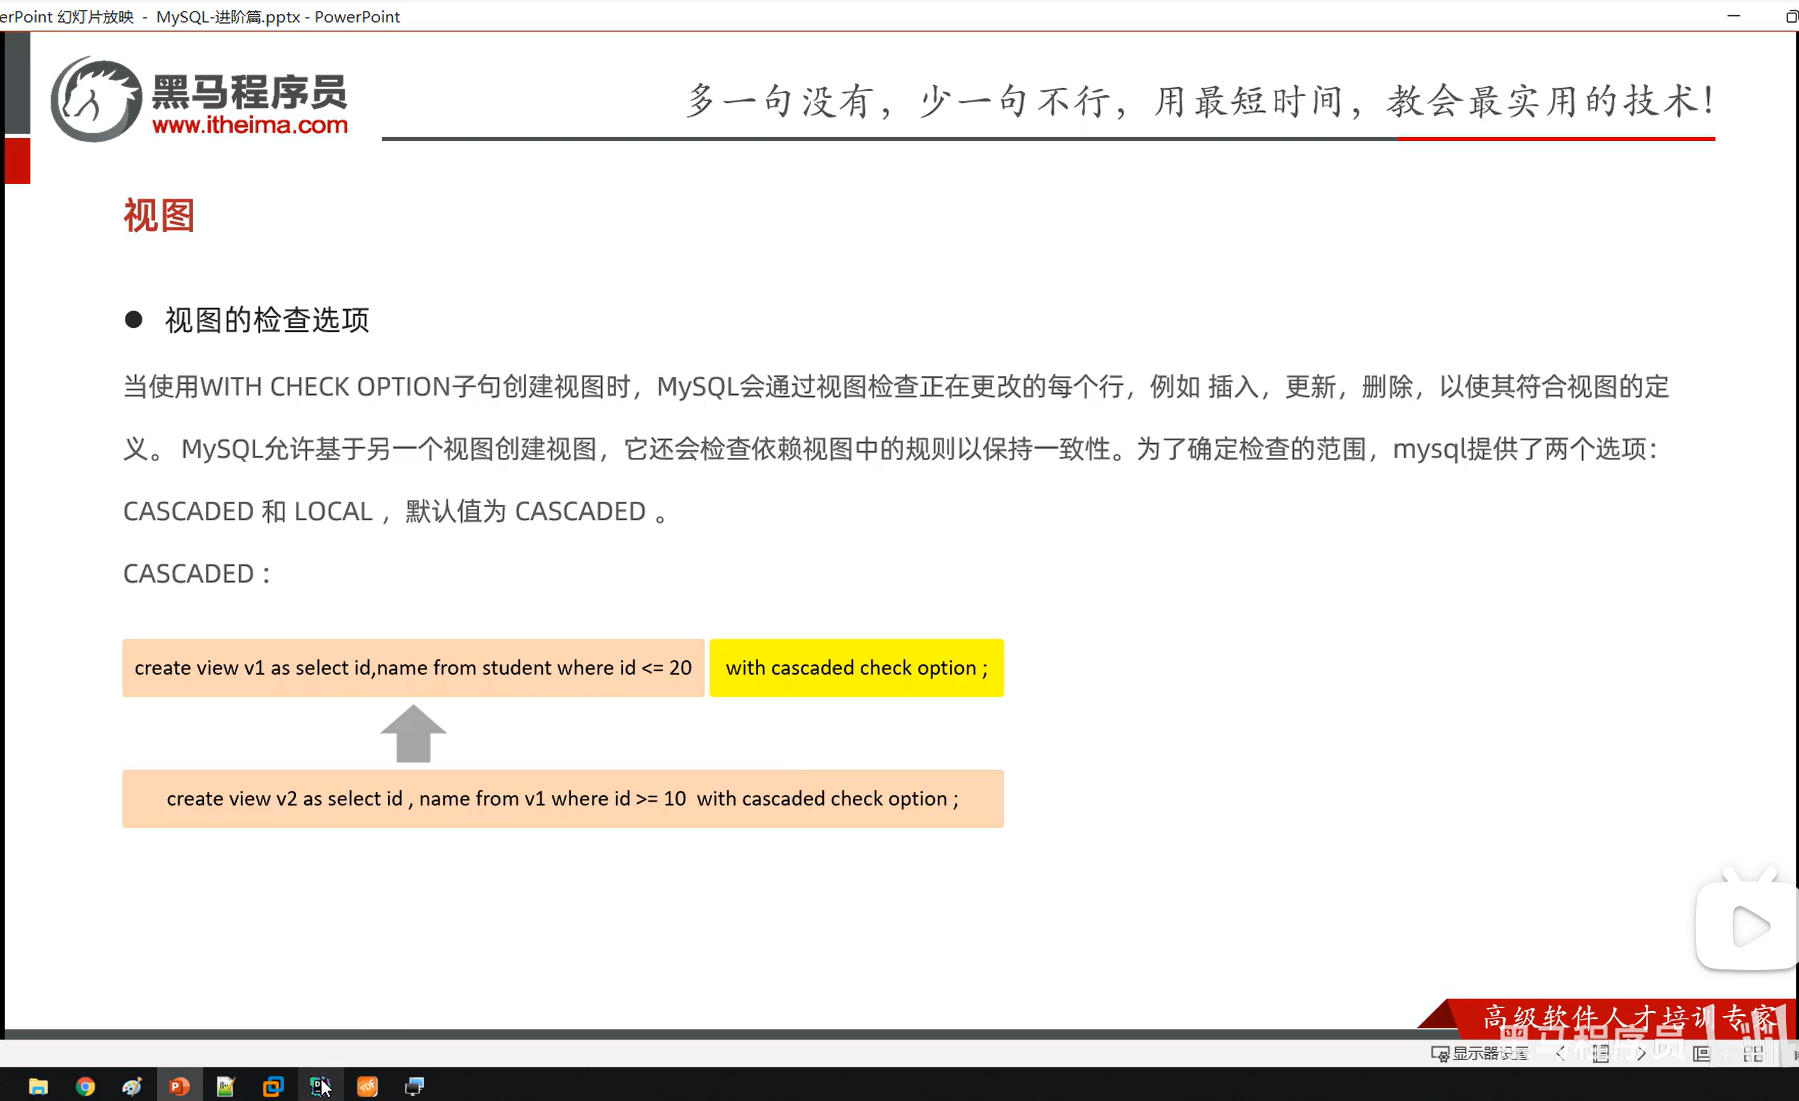 erPoint 幻灯片放映 - MySQL-进阶篇.pptx - PowerPoint
黑马程序员
www.itheima.com
多一句没有，少一句不行，用最短时间，教会最实用的技术！
视图
● 视图的检查选项
当使用WITH CHECK OPTION子句创建视图时，MySQL会通过视图检查正在更改的每个行，例如 插入，更新，删除，以使其符合视图的定
义。 MySQL允许基于另一个视图创建视图，它还会检查依赖视图中的规则以保持一致性。为了确定检查的范围，mysql提供了两个选项：
CASCADED 和 LOCAL ，默认值为 CASCADED 。
CASCADED：
create view v1 as select id,name from student where id <= 20 with cascaded check option ;
create view v2 as select id , name from v1 where id >= 10 with cascaded check option ;
高级软件人才培训专家
黑马程序员
显示器设置